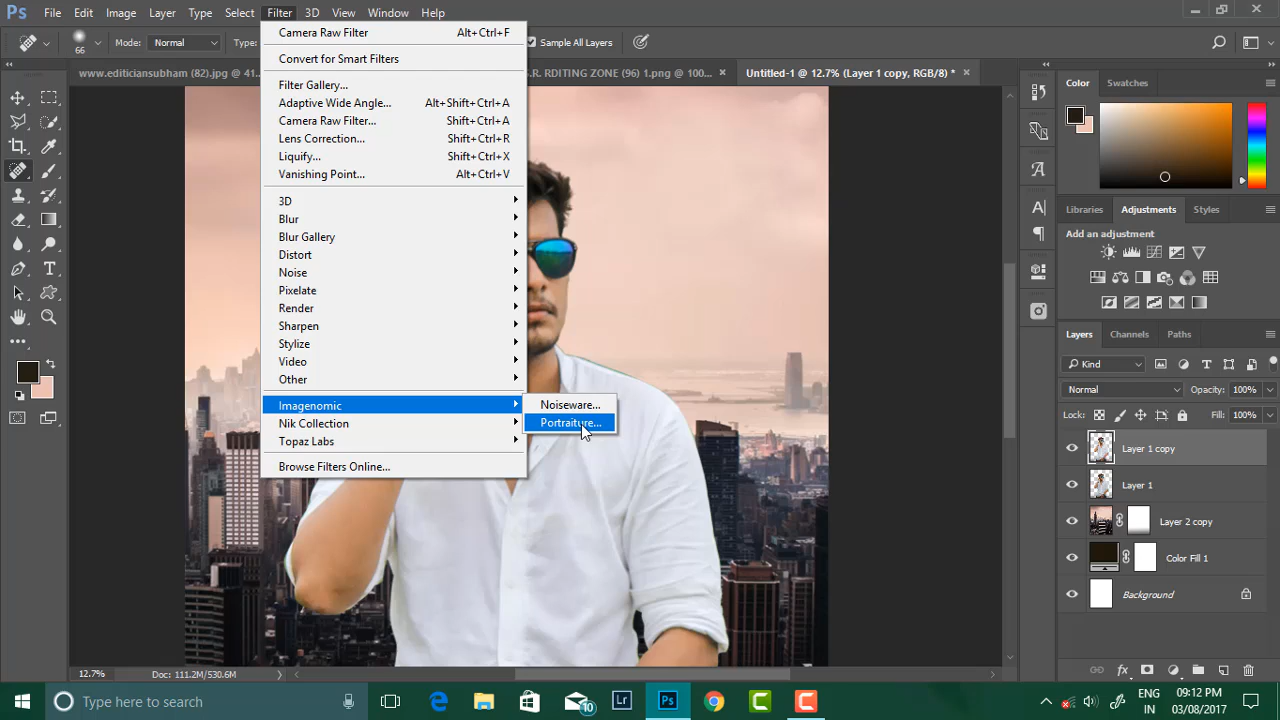 Ps File Edit Image Layer Type Select Filter 3D View Window Help
66 Mode: Normal Type: Sample All Layers
www.editiciansubham (82).jpg @ 41... .R. RDITING ZONE (96) 1.png @ 100... × Untitled-1 @ 12.7% (Layer 1 copy, RGB/8) * ×
Camera Raw Filter Alt+Ctrl+F
Convert for Smart Filters
Filter Gallery...
Adaptive Wide Angle... Alt+Shift+Ctrl+A
Camera Raw Filter... Shift+Ctrl+A
Lens Correction... Shift+Ctrl+R
Liquify... Shift+Ctrl+X
Vanishing Point... Alt+Ctrl+V
3D
Blur
Blur Gallery
Distort
Noise
Pixelate
Render
Sharpen
Stylize
Video
Other
Imagenomic
Nik Collection
Topaz Labs
Browse Filters Online...
Noiseware...
Portraiture...
Color Swatches
Libraries Adjustments Styles
Add an adjustment
Layers Channels Paths
Kind
Normal Opacity: 100%
Lock: Fill: 100%
Layer 1 copy
Layer 1
Layer 2 copy
Color Fill 1
Background
12.7% Doc: 111.2M/530.6M
Type here to search
10
Lr
Ps
ENG
IN
09:12 PM
03/08/2017